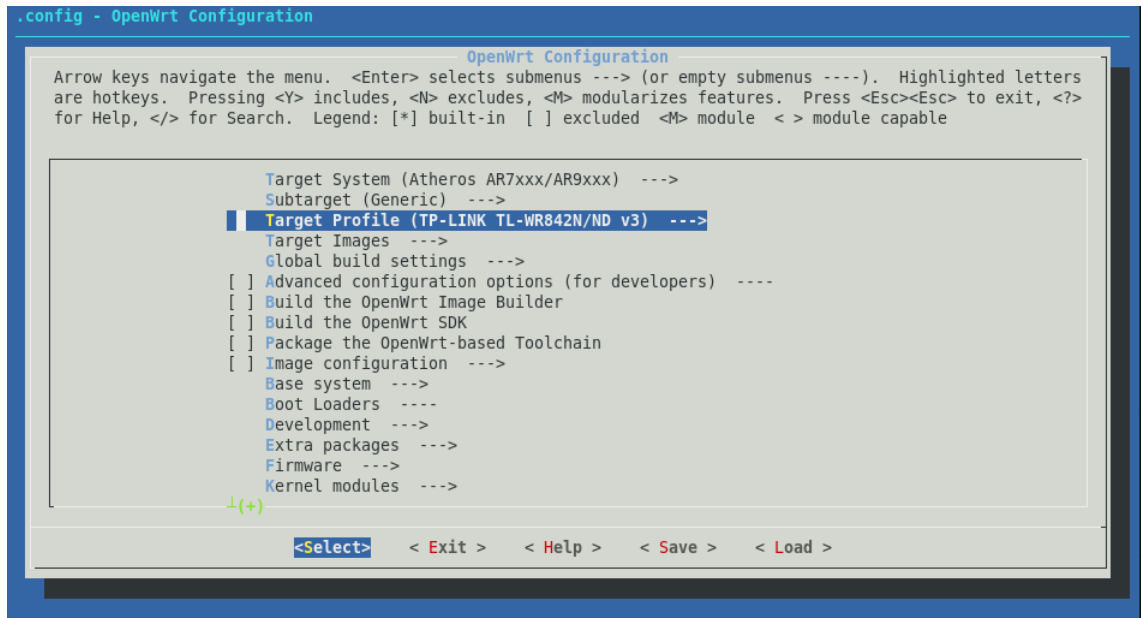 .config - OpenWrt Configuration
OpenWrt Configuration
Arrow keys navigate the menu.  <Enter> selects submenus ---> (or empty submenus ----).  Highlighted letters
are hotkeys.  Pressing <Y> includes, <N> excludes, <M> modularizes features.  Press <Esc><Esc> to exit, <?>
for Help, </> for Search.  Legend: [*] built-in  [ ] excluded  <M> module  < > module capable
Target System (Atheros AR7xxx/AR9xxx)  --->
Subtarget (Generic)  --->
Target Profile (TP-LINK TL-WR842N/ND v3)  --->
Target Images  --->
Global build settings  --->
[ ] Advanced configuration options (for developers)  ----
[ ] Build the OpenWrt Image Builder
[ ] Build the OpenWrt SDK
[ ] Package the OpenWrt-based Toolchain
[ ] Image configuration  --->
Base system  --->
Boot Loaders  ----
Development  --->
Extra packages  --->
Firmware  --->
Kernel modules  --->
┴(+)
<Select>    < Exit >    < Help >    < Save >    < Load >